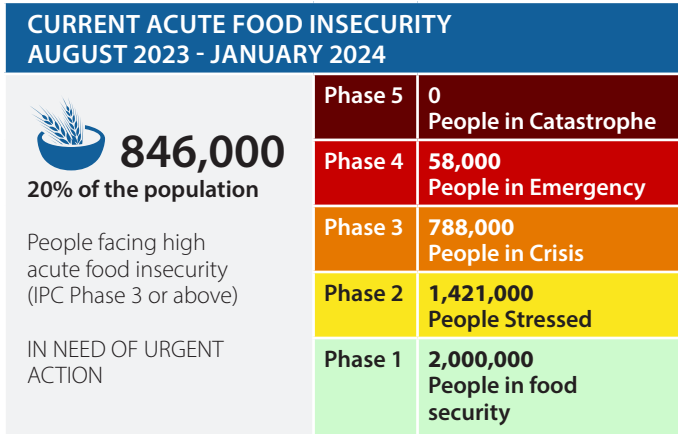 CURRENT ACUTE FOOD INSECURITY
AUGUST 2023 - JANUARY 2024
846,000
20% of the population
People facing high
acute food insecurity
(IPC Phase 3 or above)
IN NEED OF URGENT
ACTION
Phase 5
0
People in Catastrophe
Phase 4
58,000
People in Emergency
Phase 3
788,000
People in Crisis
Phase 2
1,421,000
People Stressed
Phase 1
2,000,000
People in food
security